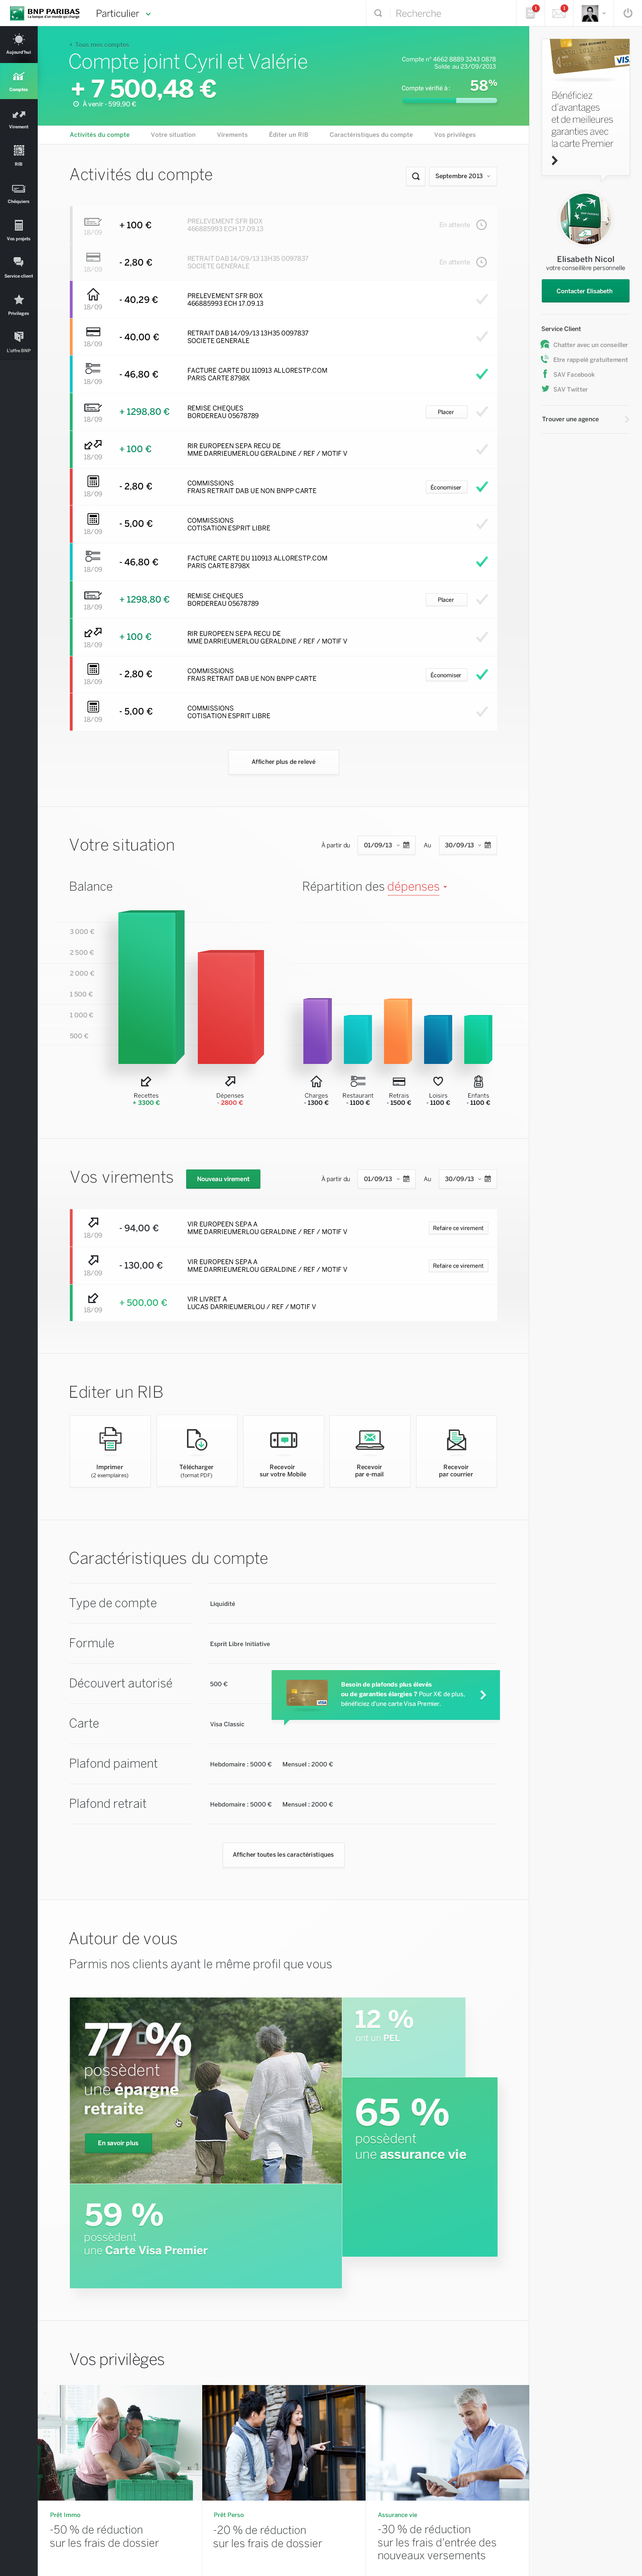 BNP PARIBAS
La banque d'un monde qui change
Particulier
Recherche
1
1
Aujourd'hui
Comptes
Virement
RIB
Chéquiers
Vos projets
Service client
Privilèges
L'offre BNP
Tous mes comptes
Compte joint Cyril et Valérie
+ 7 500,48 €
À venir - 599,90 €
Compte n° 4662 8889 3243 0878
Solde au 23/09/2013
Compte vérifié à : 58%
Activités du compte
Votre situation
Virements
Éditer un RIB
Caractéristiques du compte
Vos privilèges
Activités du compte
Septembre 2013
18/09 + 100 € PRELEVEMENT SFR BOX En attente
466885993 ECH 17.09.13
18/09 - 2,80 € RETRAIT DAB 14/09/13 13H35 0097837 En attente
SOCIETE GENERALE
18/09 - 40,29 € PRELEVEMENT SFR BOX
466885993 ECH 17.09.13
18/09 - 40,00 € RETRAIT DAB 14/09/13 13H35 0097837
SOCIETE GENERALE
18/09 - 46,80 € FACTURE CARTE DU 110913 ALLORESTP.COM
PARIS CARTE 8798X
18/09 + 1298,80 € REMISE CHEQUES Placer
BORDEREAU 05678789
18/09 + 100 € RIR EUROPEEN SEPA RECU DE
MME DARRIEUMERLOU GERALDINE / REF / MOTIF V
18/09 - 2,80 € COMMISSIONS Économiser
FRAIS RETRAIT DAB UE NON BNPP CARTE
18/09 - 5,00 € COMMISSIONS
COTISATION ESPRIT LIBRE
18/09 - 46,80 € FACTURE CARTE DU 110913 ALLORESTP.COM
PARIS CARTE 8798X
18/09 + 1298,80 € REMISE CHEQUES Placer
BORDEREAU 05678789
18/09 + 100 € RIR EUROPEEN SEPA RECU DE
MME DARRIEUMERLOU GERALDINE / REF / MOTIF V
18/09 - 2,80 € COMMISSIONS Économiser
FRAIS RETRAIT DAB UE NON BNPP CARTE
18/09 - 5,00 € COMMISSIONS
COTISATION ESPRIT LIBRE
Afficher plus de relevé
Votre situation
À partir du 01/09/13 Au 30/09/13
Balance
3 000 €
2 500 €
2 000 €
1 500 €
1 000 €
500 €
Recettes
+ 3300 €
Dépenses
- 2800 €
Répartition des dépenses
Charges
- 1300 €
Restaurant
- 1100 €
Retrais
- 1500 €
Loisirs
- 1100 €
Enfants
- 1100 €
Vos virements
Nouveau virement
À partir du 01/09/13 Au 30/09/13
18/09 - 94,00 € VIR EUROPEEN SEPA A Refaire ce virement
MME DARRIEUMERLOU GERALDINE / REF / MOTIF V
18/09 - 130,00 € VIR EUROPEEN SEPA A Refaire ce virement
MME DARRIEUMERLOU GERALDINE / REF / MOTIF V
18/09 + 500,00 € VIR LIVRET A
LUCAS DARRIEUMERLOU / REF / MOTIF V
Editer un RIB
Imprimer
(2 exemplaires)
Télécharger
(format PDF)
Recevoir
sur votre Mobile
Recevoir
par e-mail
Recevoir
par courrier
Caractéristiques du compte
Type de compte Liquidité
Formule Esprit Libre Initiative
Découvert autorisé 500 €
Besoin de plafonds plus élevés
ou de garanties élargies ? Pour X€ de plus,
bénéficiez d'une carte Visa Premier.
VISA
Carte Visa Classic
Plafond paiment Hebdomaire : 5000 € Mensuel : 2000 €
Plafond retrait Hebdomaire : 5000 € Mensuel : 2000 €
Afficher toutes les caractéristiques
Autour de vous
Parmis nos clients ayant le même profil que vous
77 %
possèdent
une épargne
retraite
En savoir plus
12 %
ont un PEL
65 %
possèdent
une assurance vie
59 %
possèdent
une Carte Visa Premier
Vos privilèges
Prêt Immo
-50 % de réduction
sur les frais de dossier
Prêt Perso
-20 % de réduction
sur les frais de dossier
Assurance vie
-30 % de réduction
sur les frais d'entrée des
nouveaux versements
VISA
Bénéficiez
d'avantages
et de meilleures
garanties avec
la carte Premier
Elisabeth Nicol
votre conseillère personnelle
Contacter Elisabeth
Service Client
Chatter avec un conseiller
Etre rappelé gratuitement
SAV Facebook
SAV Twitter
Trouver une agence